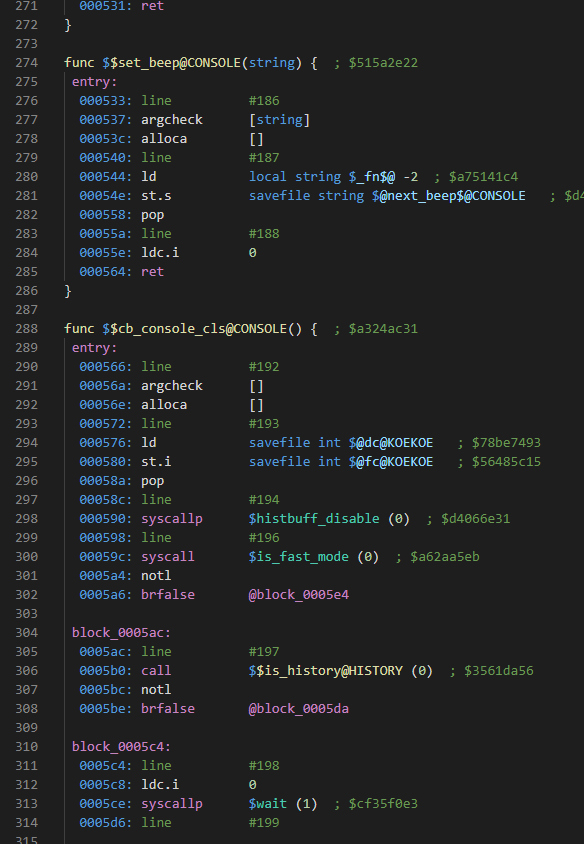 271 000531: ret
272 }
273
274 func $$set_beep@CONSOLE(string) { ; $515a2e22
275 entry:
276 000533: line #186
277 000537: argcheck [string]
278 00053c: alloca []
279 000540: line #187
280 000544: ld local string $_fn$@ -2 ; $a75141c4
281 00054e: st.s savefile string $@next_beep$@CONSOLE ; $d4
282 000558: pop
283 00055a: line #188
284 00055e: ldc.i 0
285 000564: ret
286 }
287
288 func $$cb_console_cls@CONSOLE() { ; $a324ac31
289 entry:
290 000566: line #192
291 00056a: argcheck []
292 00056e: alloca []
293 000572: line #193
294 000576: ld savefile int $@dc@KOEKOE ; $78be7493
295 000580: st.i savefile int $@fc@KOEKOE ; $56485c15
296 00058a: pop
297 00058c: line #194
298 000590: syscallp $histbuff_disable (0) ; $d4066e31
299 000598: line #196
300 00059c: syscall $is_fast_mode (0) ; $a62aa5eb
301 0005a4: notl
302 0005a6: brfalse @block_0005e4
303
304 block_0005ac:
305 0005ac: line #197
306 0005b0: call $$is_history@HISTORY (0) ; $3561da56
307 0005bc: notl
308 0005be: brfalse @block_0005da
309
310 block_0005c4:
311 0005c4: line #198
312 0005c8: ldc.i 0
313 0005ce: syscallp $wait (1) ; $cf35f0e3
314 0005d6: line #199
315